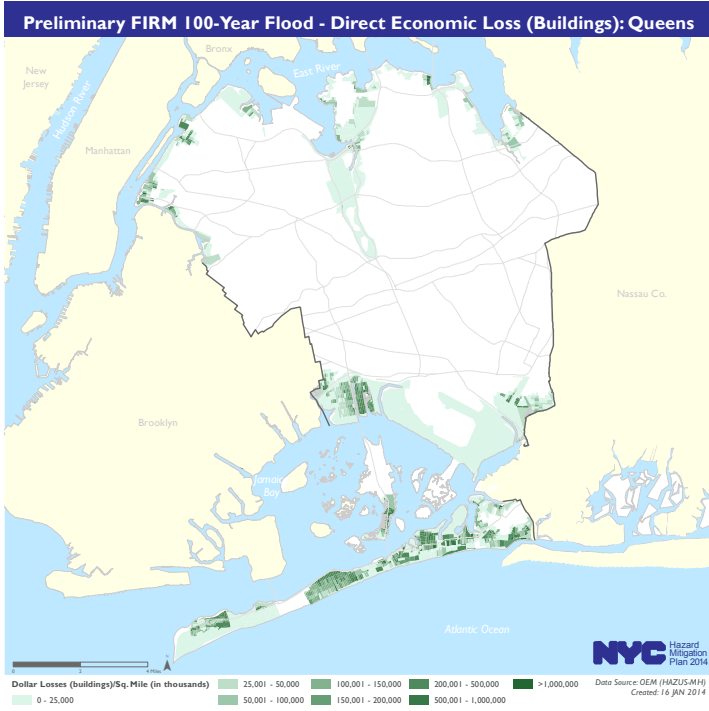 Preliminary FIRM 100-Year Flood - Direct Economic Loss (Buildings): Queens
Bronx
East River
New
Jersey
Hudson River
Manhattan
Nassau Co.
Brooklyn
Jamaica
Bay
Atlantic Ocean
NYC Hazard
Mitigation
Plan 2014
N
0 2 4 Miles
Data Source: OEM (HAZUS-MH)
Created: 16 JAN 2014
Dollar Losses (buildings)/Sq. Mile (in thousands)
0 - 25,000
25,001 - 50,000
50,001 - 100,000
100,001 - 150,000
150,001 - 200,000
200,001 - 500,000
500,001 - 1,000,000
>1,000,000